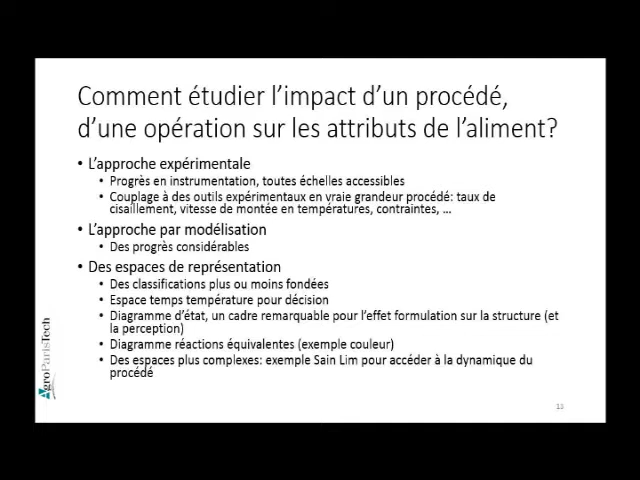 Comment étudier l'impact d'un procédé,
d'une opération sur les attributs de l'aliment?
• L'approche expérimentale
• Progrès en instrumentation, toutes échelles accessibles
• Couplage à des outils expérimentaux en vraie grandeur procédé: taux de
cisaillement, vitesse de montée en températures, contraintes, ...
• L'approche par modélisation
• Des progrès considérables
• Des espaces de représentation
• Des classifications plus ou moins fondées
• Espace temps température pour décision
• Diagramme d'état, un cadre remarquable pour l'effet formulation sur la structure (et
la perception)
• Diagramme réactions équivalentes (exemple couleur)
• Des espaces plus complexes: exemple Sain Lim pour accéder à la dynamique du
procédé
AgroParisTech
13